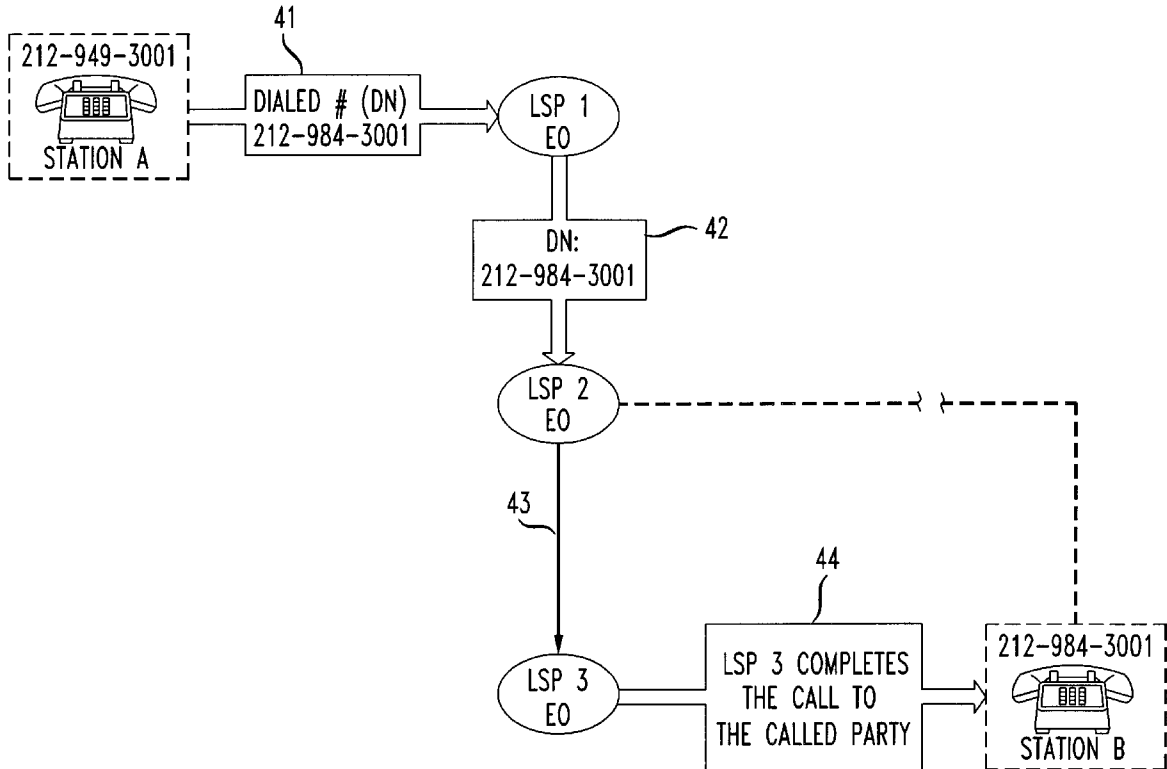 41
212-949-3001
STATION A
DIALED # (DN)
212-984-3001
LSP 1
EO
42
DN:
212-984-3001
LSP 2
EO
43
LSP 3
EO
44
LSP 3 COMPLETES
THE CALL TO
THE CALLED PARTY
212-984-3001
STATION B